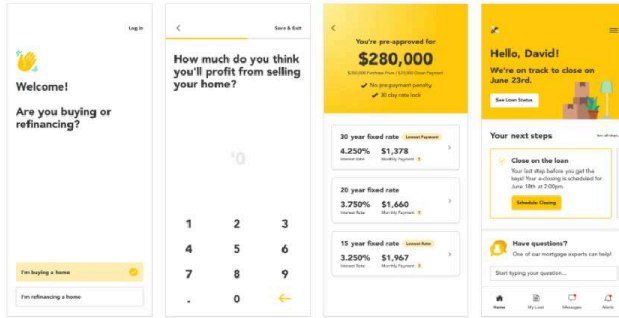 Log in
Welcome!
Are you buying or
refinancing?
I'm buying a home
I'm refinancing a home
Save & Exit
How much do you think
you'll profit from selling
your home?
1 2 3
4 5 6
7 8 9
. 0
You're pre-approved for
$280,000
No pre-payment penalty
30 day rate lock
30 year fixed rate Lowest Payment
4.250% $1,378
Interest Rate Monthly Payment
20 year fixed rate
3.750% $1,660
Interest Rate Monthly Payment
15 year fixed rate Lowest Rate
3.250% $1,967
Interest Rate Monthly Payment
Hello, David!
We're on track to close on
June 23rd.
See Loan Status
Your next steps
Close on the loan
Your last step before you get the
keys! Your e-closing is scheduled for
June 18th at 2:00pm.
Schedule Closing
Have questions?
One of our mortgage experts can help!
Start typing your question...
Home My Loan Messages Alerts